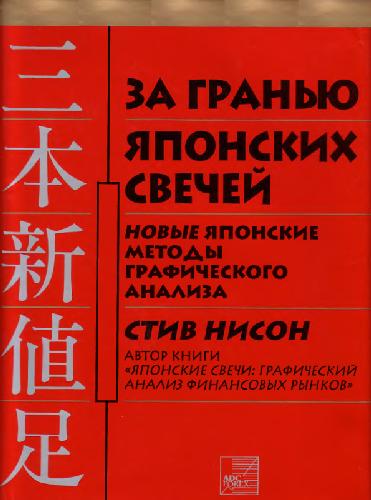 三本新値足
ЗА ГРАНЬЮ
ЯПОНСКИХ
СВЕЧЕЙ
НОВЫЕ ЯПОНСКИЕ
МЕТОДЫ
ГРАФИЧЕСКОГО
АНАЛИЗА
СТИВ НИСОН
АВТОР КНИГИ
«ЯПОНСКИЕ СВЕЧИ: ГРАФИЧЕСКИЙ
АНАЛИЗ ФИНАНСОВЫХ РЫНКОВ»